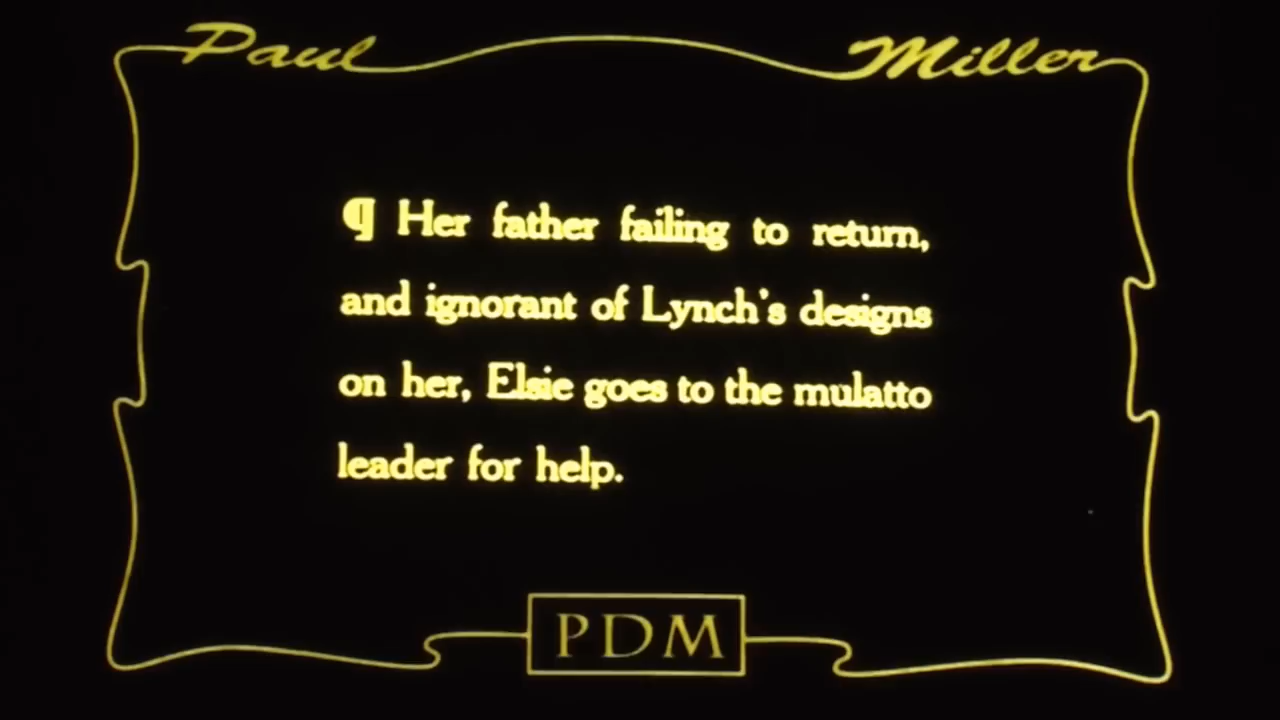 Paul Miller
¶ Her father failing to return,
and ignorant of Lynch's designs
on her, Elsie goes to the mulatto
leader for help.
PDM